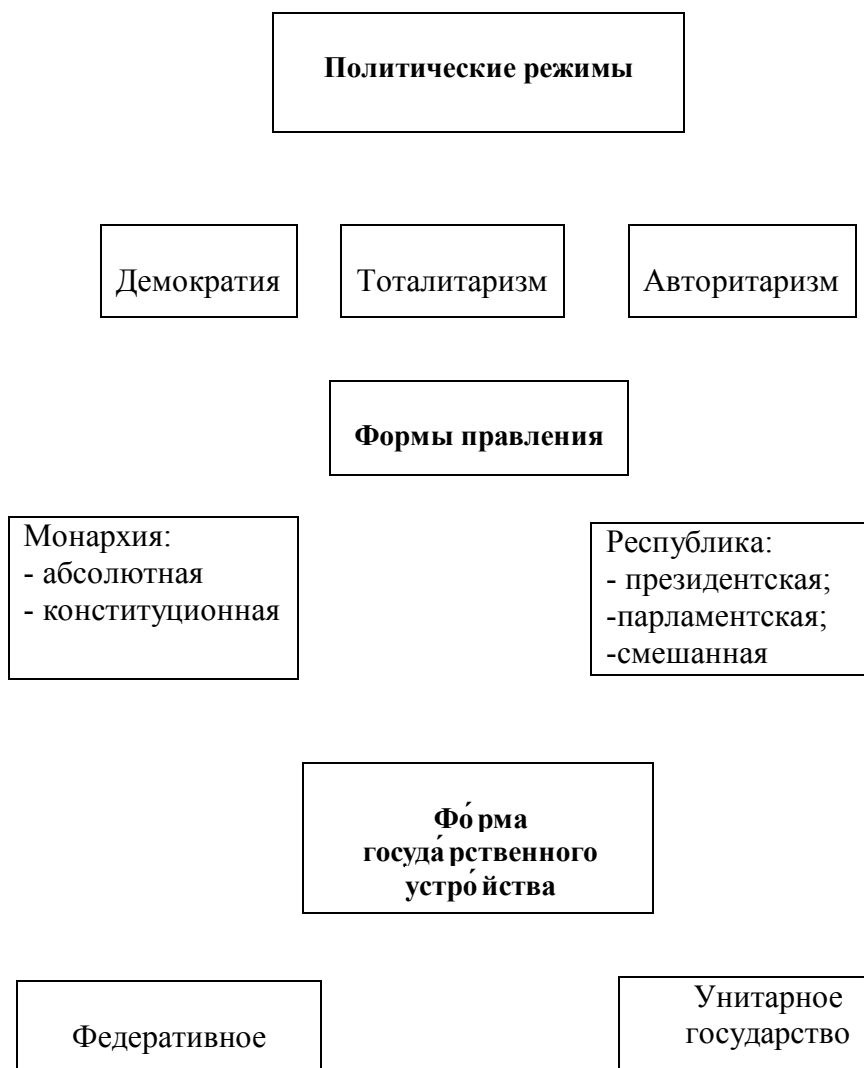 Политические режимы
Демократия
Тоталитаризм
Авторитаризм
Формы правления
Монархия:
- абсолютная
- конституционная
Республика:
- президентская;
-парламентская;
-смешанная
Фо́рма
госуда́рственного
устро́йства
Федеративное
Унитарное
государство